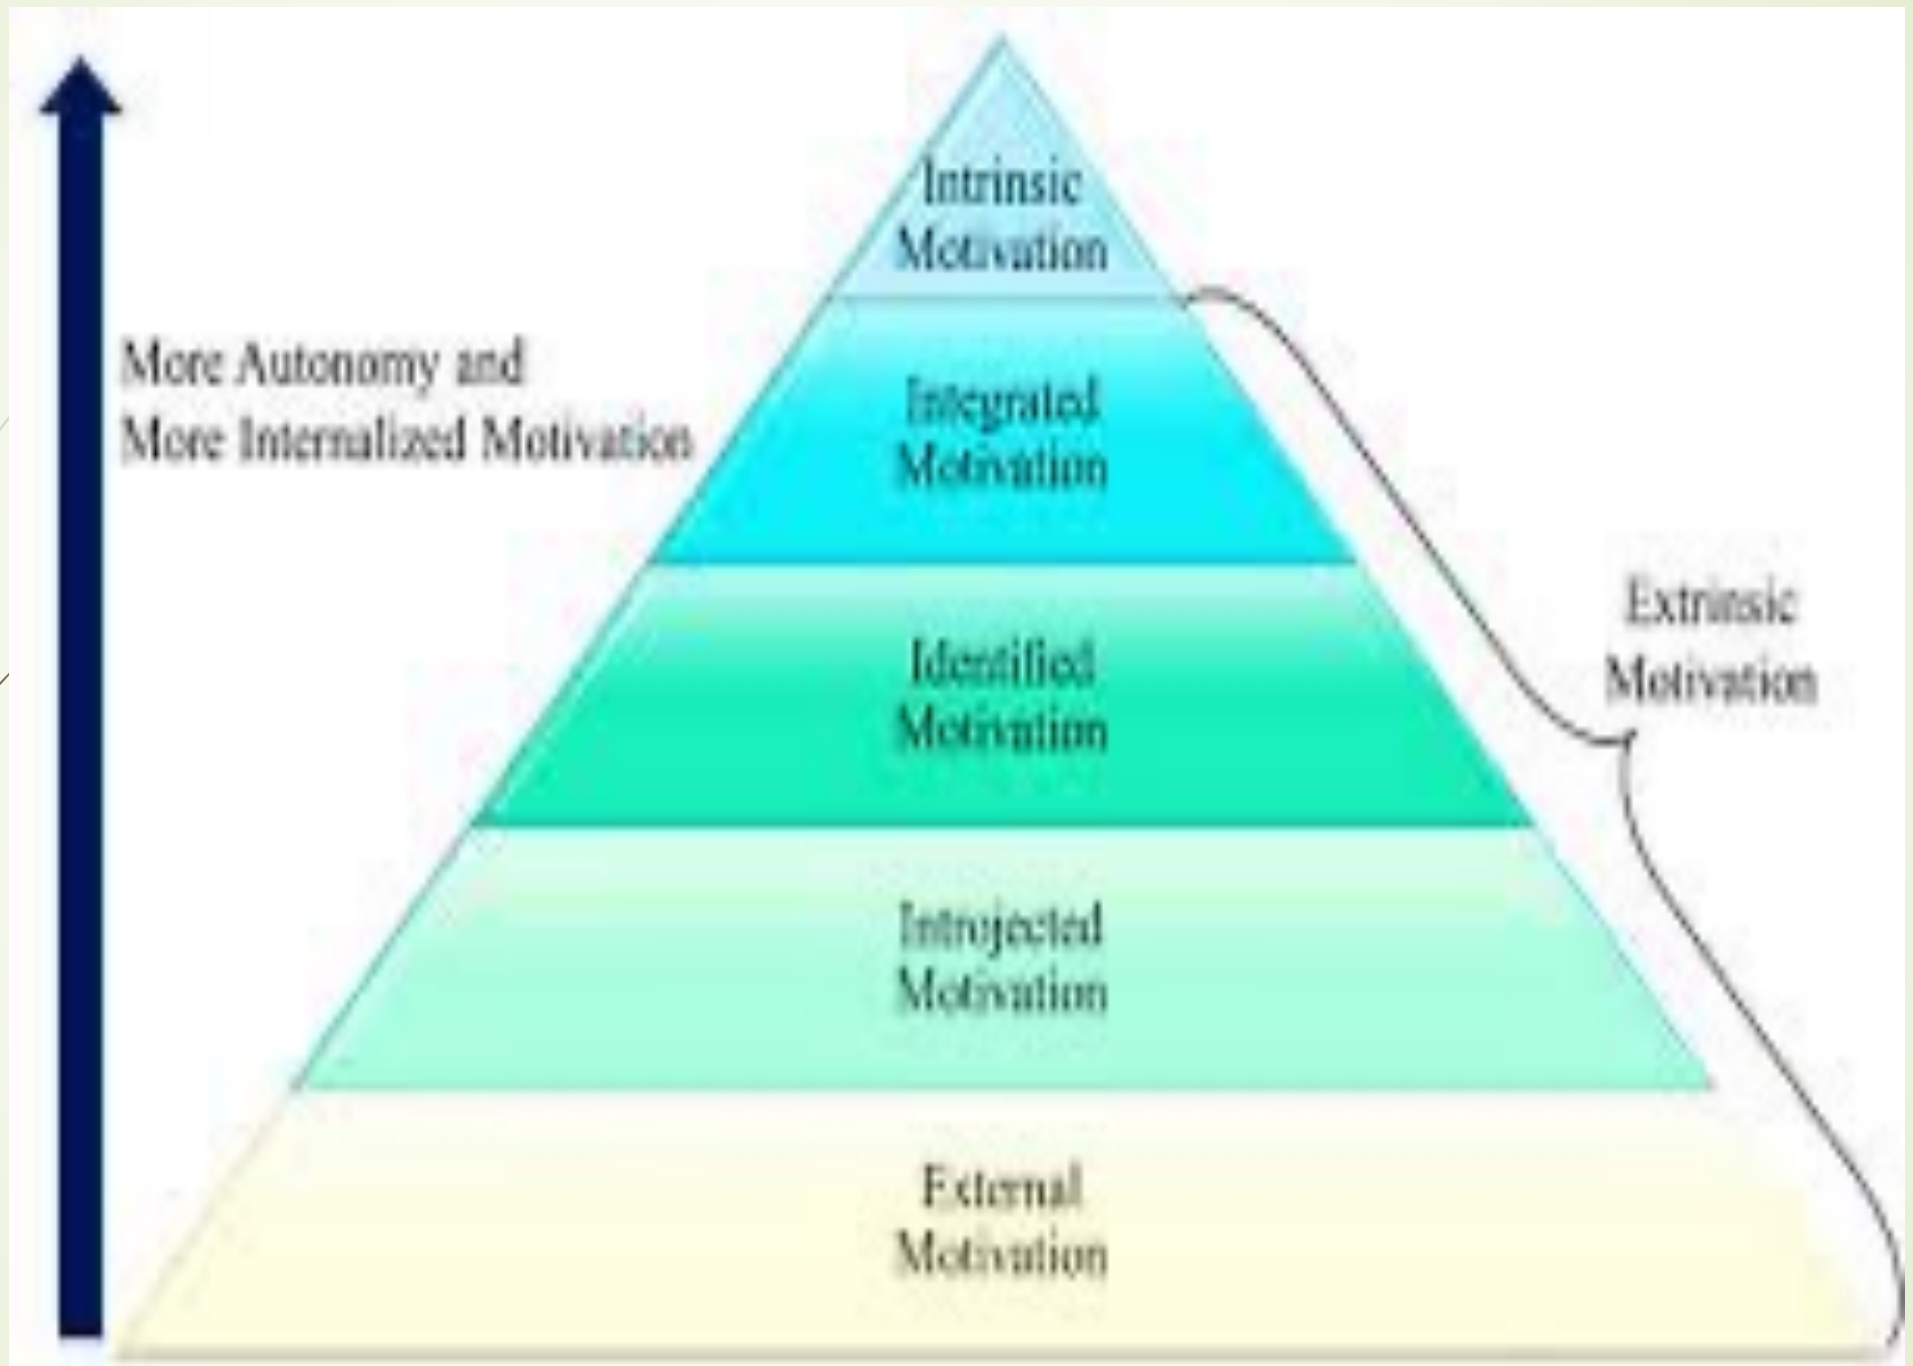 Intrinsic
Motivation
More Autonomy and
More Internalized Motivation
Integrated
Motivation
Identified
Motivation
Extrinsic
Motivation
Introjected
Motivation
External
Motivation